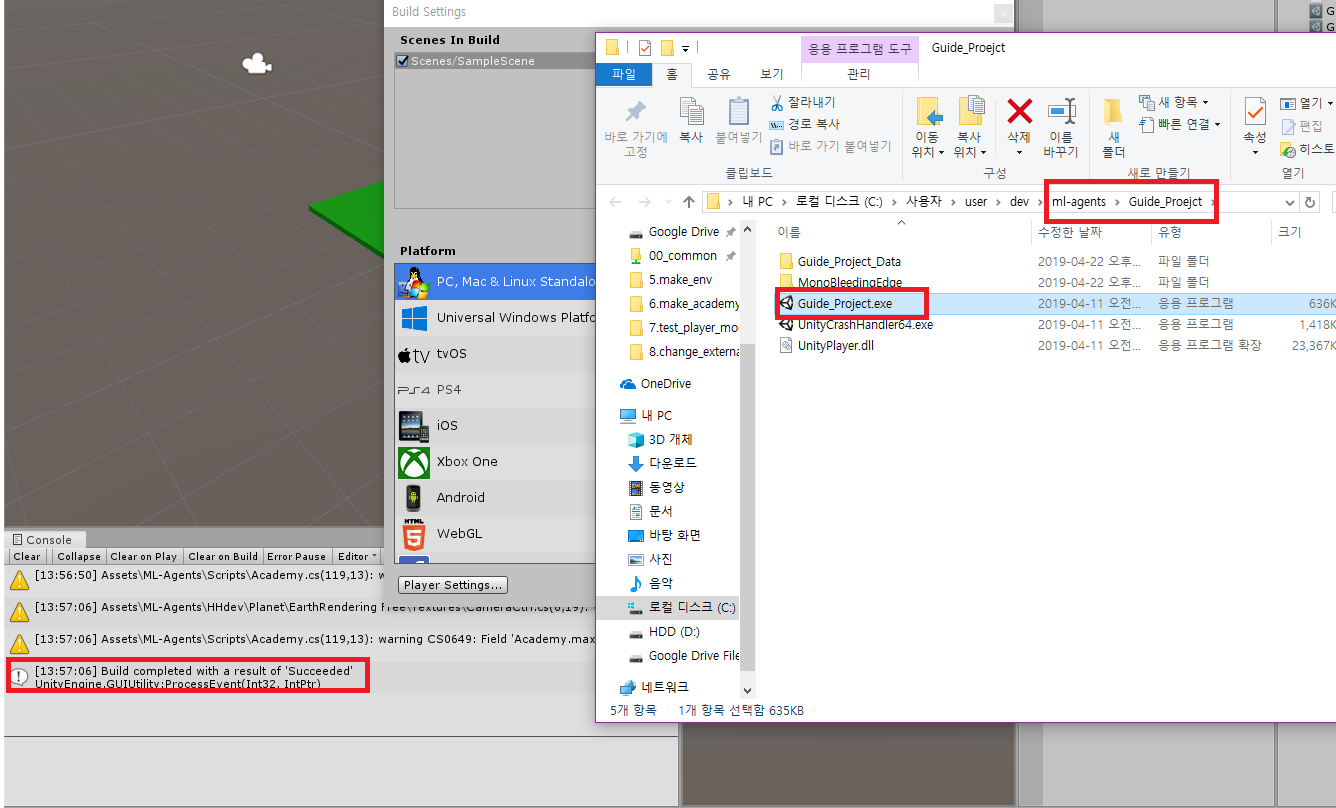 Build Settings
Scenes In Build
Scenes/SampleScene
Platform
PC, Mac & Linux Standalo
Universal Windows Platfo
tvOS
PS4
iOS
Xbox One
Android
HTML
WebGL
Player Settings...
Console
Clear
Collapse
Clear on Play
Clear on Build
Error Pause
Editor
[13:56:50] Assets\ML-Agents\Scripts\Academy.cs(119,13): w
[13:57:06] Assets\ML-Agents\HHdev\Planet\EarthRendering Free\Textures\CameraCtrl.cs(6,19):
[13:57:06] Assets\ML-Agents\Scripts\Academy.cs(119,13): warning CS0649: Field 'Academy.max
[13:57:06] Build completed with a result of 'Succeeded'
UnityEngine.GUIUtility:ProcessEvent(Int32, IntPtr)
응용 프로그램 도구
Guide_Proejct
파일
홈
공유
보기
관리
바로 가기에
고정
복사
붙여넣기
잘라내기
경로 복사
바로 가기 붙여넣기
클립보드
이동
위치
복사
위치
삭제
이름
바꾸기
구성
새
폴더
새 항목
빠른 연결
새로 만들기
속성
열기
편집
히스토
열기
내 PC
로컬 디스크 (C:)
사용자
user
dev
ml-agents
Guide_Proejct
Google Drive
00_common
5.make_env
6.make_academy
7.test_player_mo
8.change_externa
OneDrive
내 PC
3D 개체
다운로드
동영상
문서
바탕 화면
사진
음악
로컬 디스크 (C:)
HDD (D:)
Google Drive File
네트워크
이름
수정한 날짜
유형
크기
Guide_Project_Data
2019-04-22 오후...
파일 폴더
MonoBleedingEdge
2019-04-22 오후...
파일 폴더
Guide_Project.exe
2019-04-11 오전...
응용 프로그램
636K
UnityCrashHandler64.exe
2019-04-11 오전...
응용 프로그램
1,418K
UnityPlayer.dll
2019-04-11 오전...
응용 프로그램 확장
23,367K
5개 항목
1개 항목 선택함 635KB